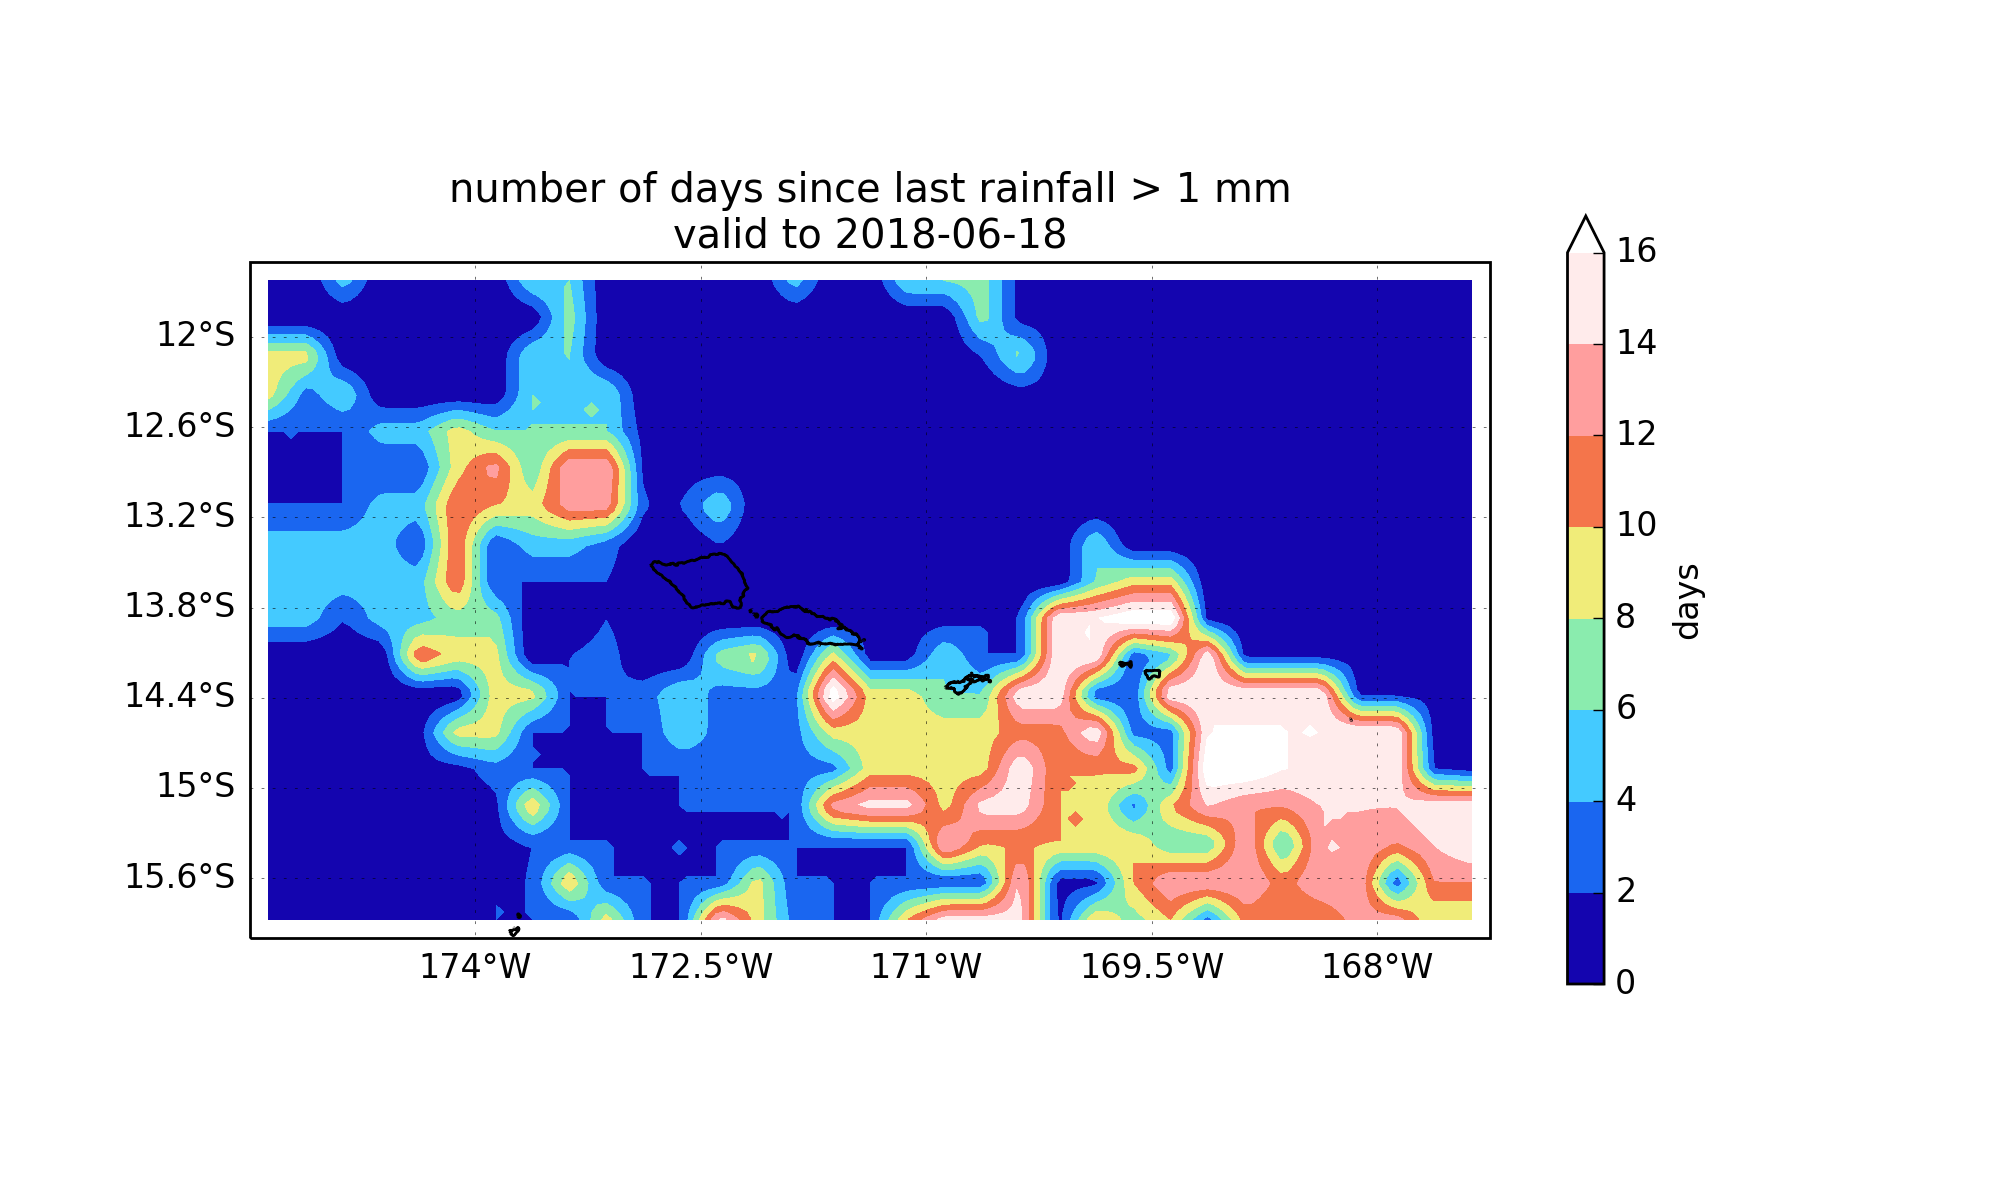 number of days since last rainfall > 1 mm
valid to 2018-06-18
12°S
12.6°S
13.2°S
13.8°S
14.4°S
15°S
15.6°S
174°W
172.5°W
171°W
169.5°W
168°W
16
14
12
10
8
6
4
2
0
days